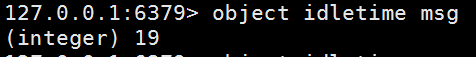 127.0.0.1:6379> object idletime msg
(integer) 19